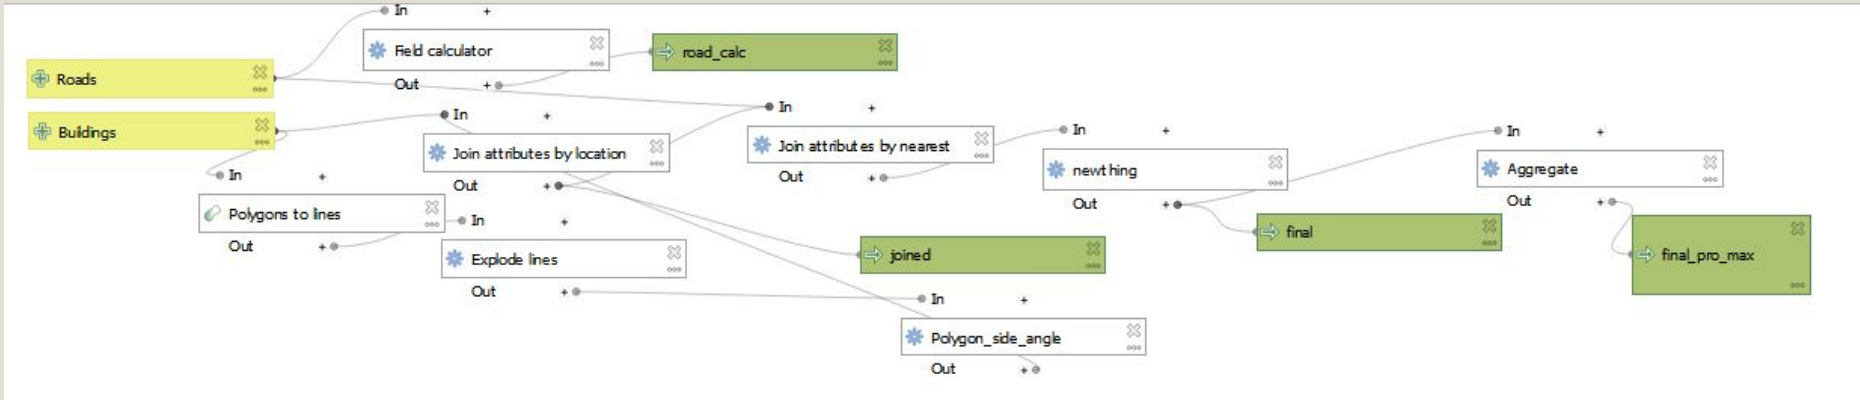 In +
Field calculator
Out +
road_calc
Roads
Buildings
In +
Join attributes by location
Out +
In +
Join attributes by nearest
Out +
In +
newthing
Out +
In +
Aggregate
Out +
In +
Polygons to lines
Out +
In +
Explode lines
Out +
joined
final
final_pro_max
In +
Polygon_side_angle
Out +